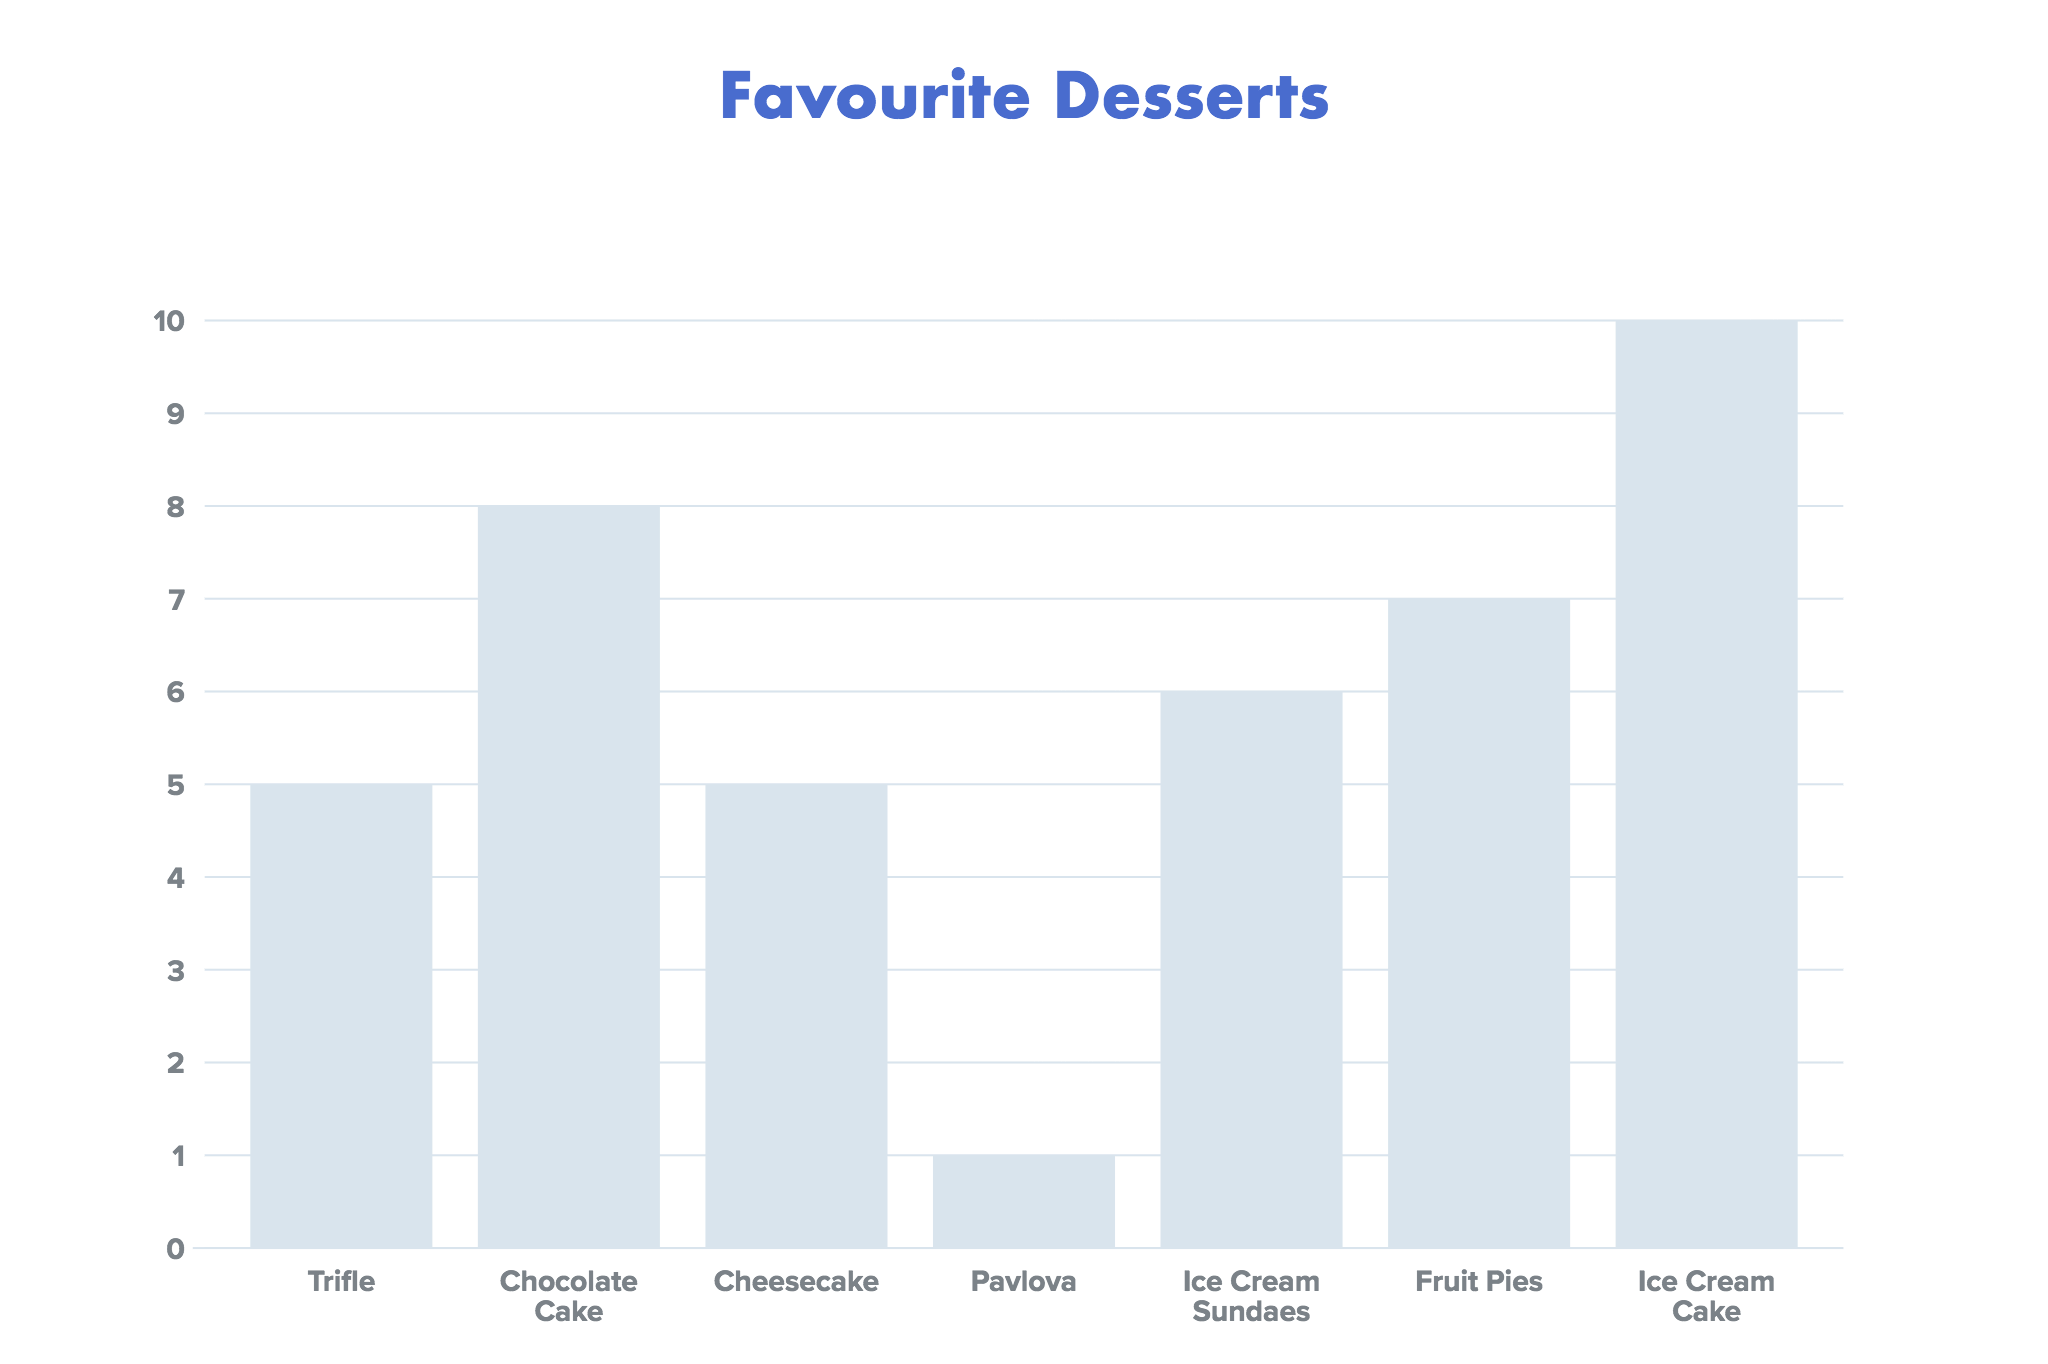 Favourite Desserts
10
9
8
7
6
5
4
3
2
1
0
Trifle
Chocolate
Cake
Cheesecake
Pavlova
Ice Cream
Sundaes
Fruit Pies
Ice Cream
Cake